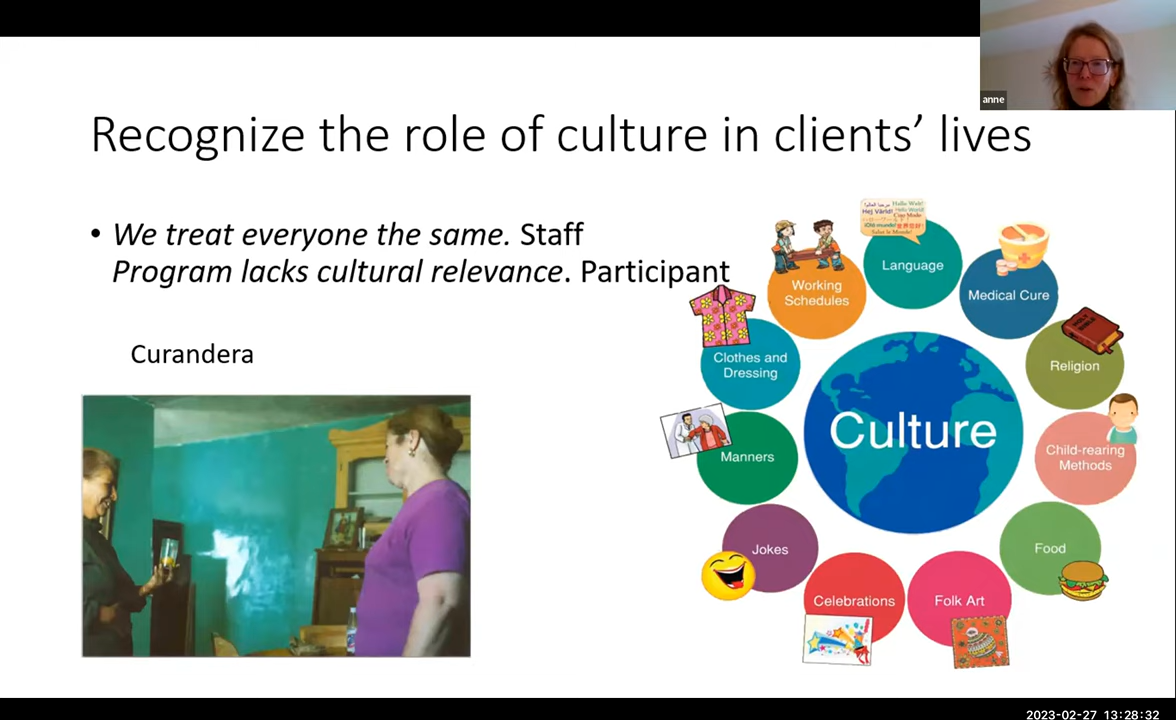 anne
Recognize the role of culture in clients’ lives
• We treat everyone the same. Staff
Program lacks cultural relevance. Participant
Curandera
Language
Medical Cure
Religion
Child-rearing
Methods
Food
Folk Art
Celebrations
Jokes
Manners
Clothes and
Dressing
Working
Schedules
Culture
HOLY
BIBLE
2023-02-27 13:28:32